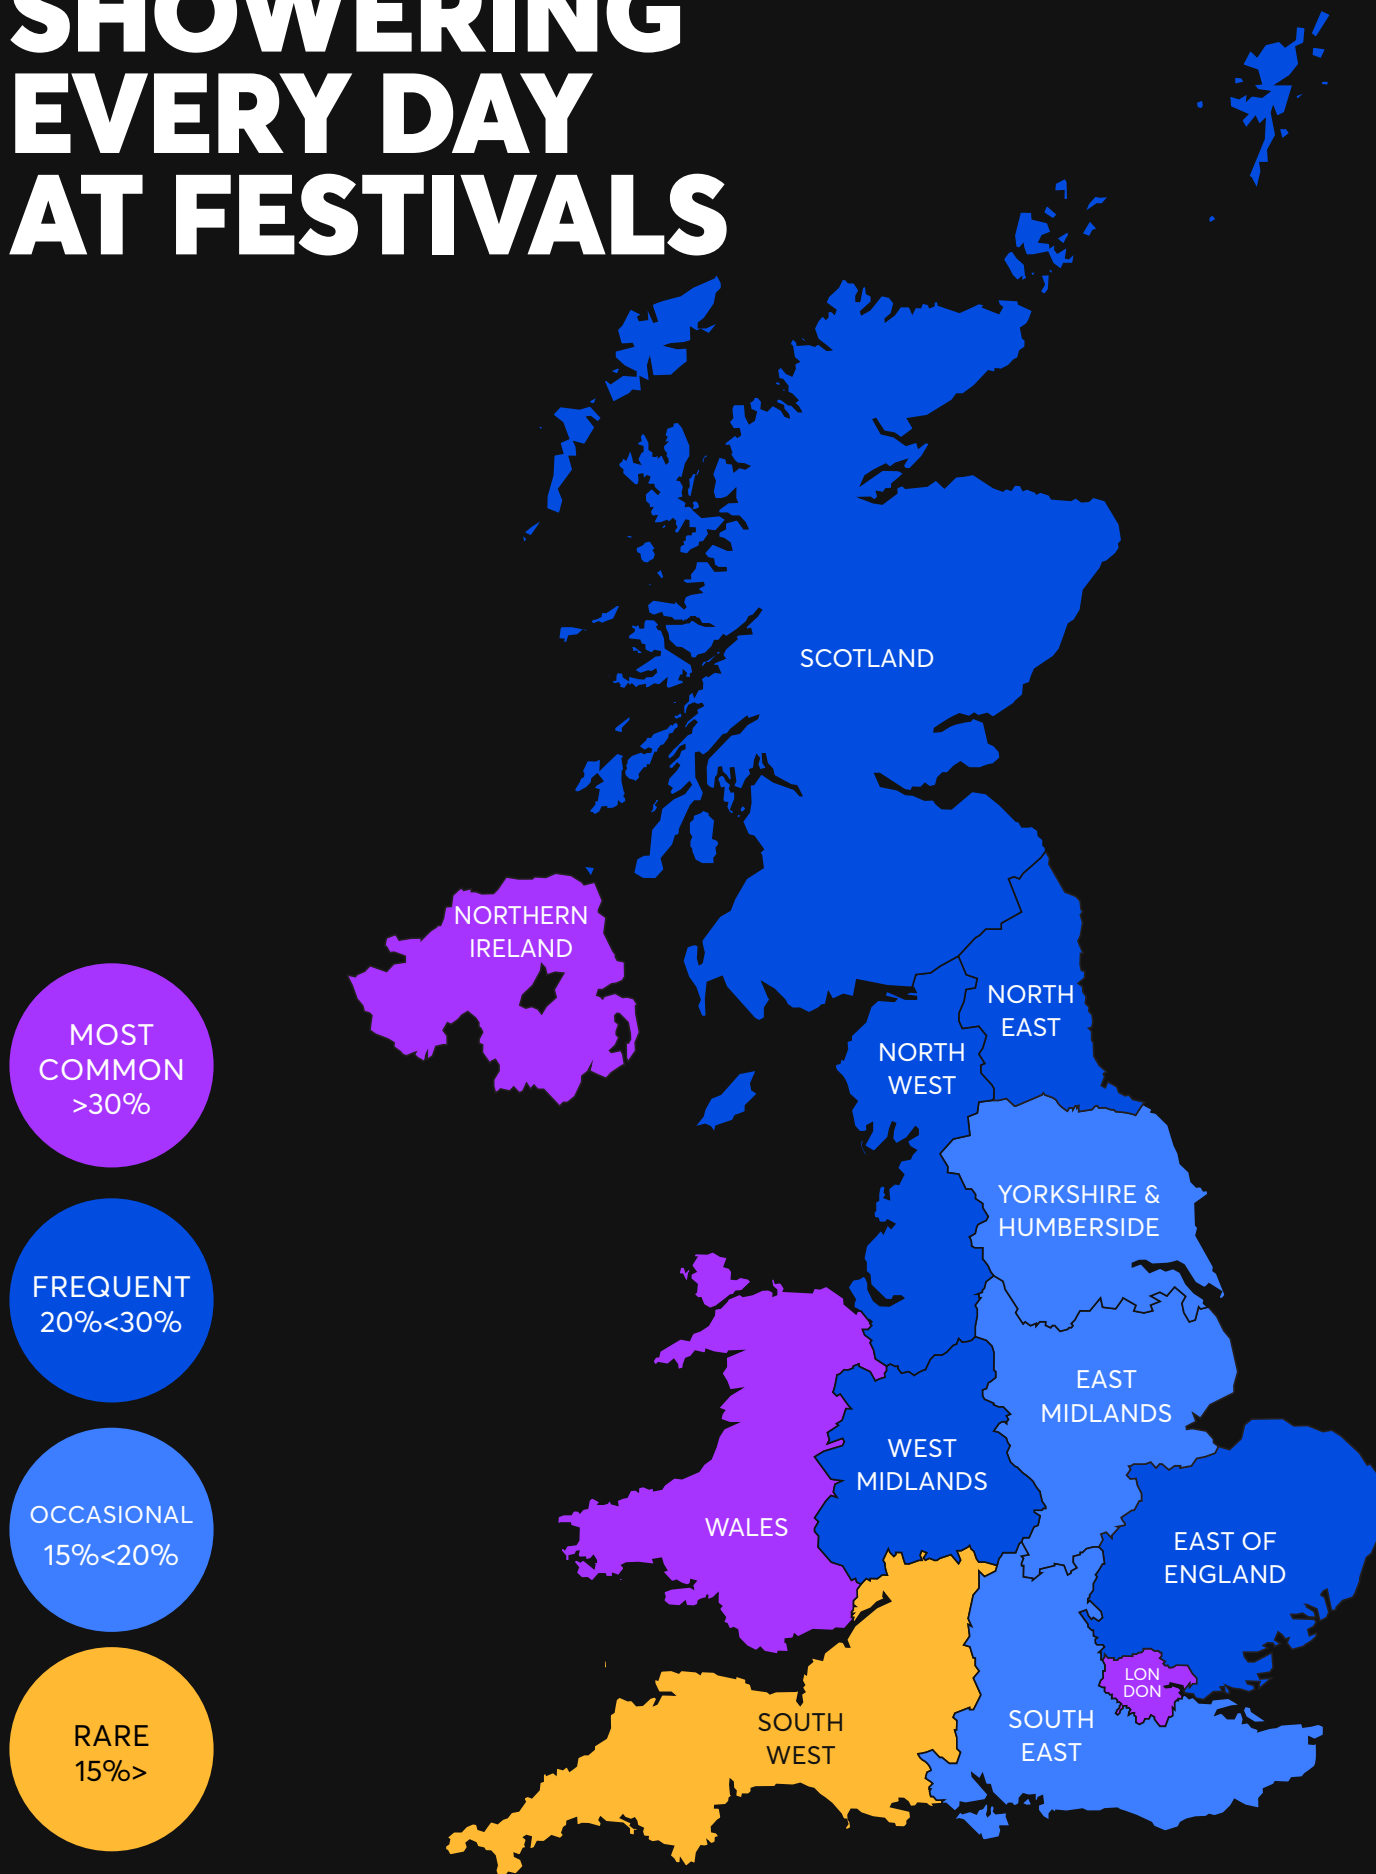 SHOWERING
EVERY DAY
AT FESTIVALS
SCOTLAND
NORTHERN
IRELAND
NORTH
EAST
NORTH
WEST
MOST
COMMON
>30%
YORKSHIRE &
HUMBERSIDE
FREQUENT
20%<30%
EAST
MIDLANDS
WEST
MIDLANDS
OCCASIONAL
15%<20%
WALES
EAST OF
ENGLAND
LON
DON
SOUTH
EAST
SOUTH
WEST
RARE
15%>